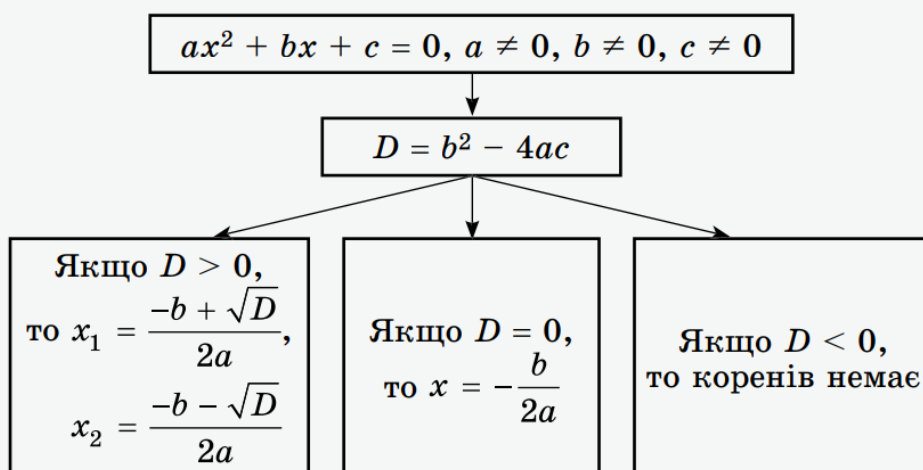 ax² + bx + c = 0, a ≠ 0, b ≠ 0, c ≠ 0
D = b² − 4ac
Якщо D > 0,
то x₁ = (−b + √D)/(2a),
x₂ = (−b − √D)/(2a)
Якщо D = 0,
то x = −b/(2a)
Якщо D < 0,
то коренів немає